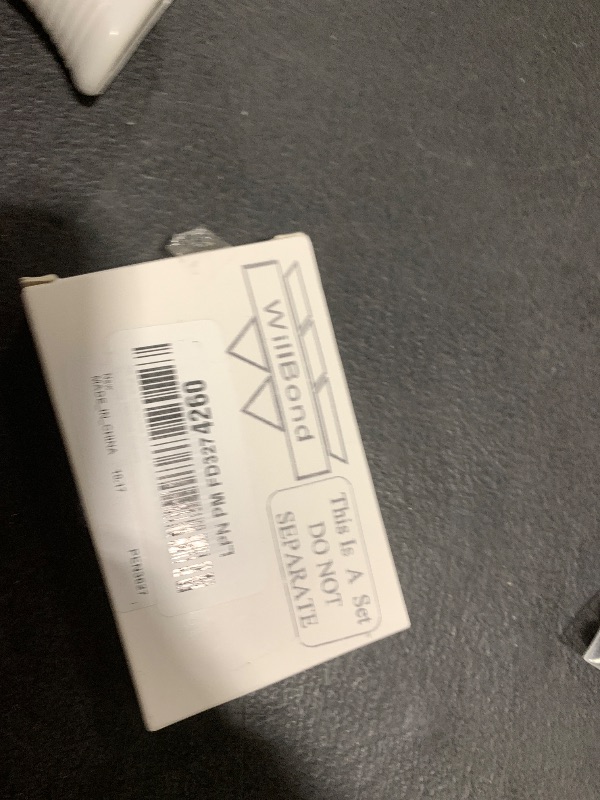 WillBond
This Is A Set
DO NOT
SEPARATE
LPN PM FD3274260
MADE IN CHINA